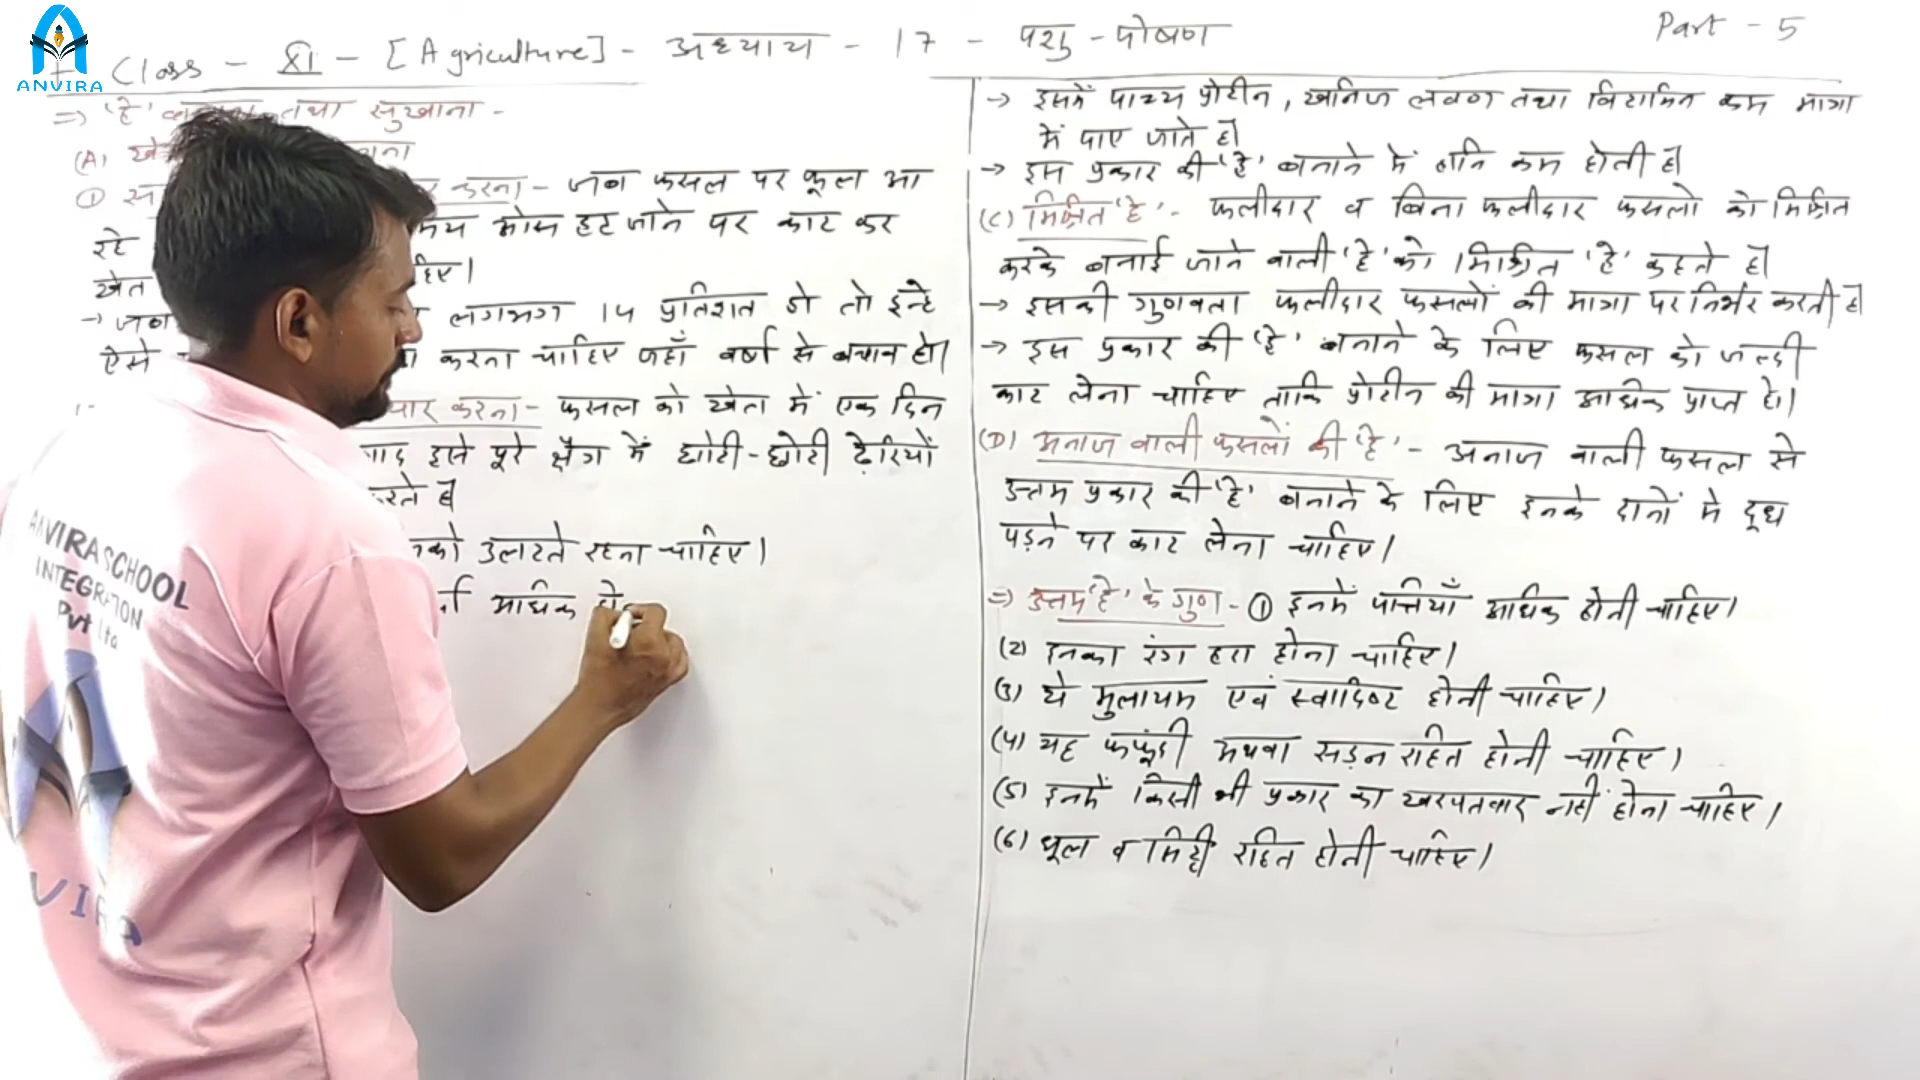 ANVIRA
Class - XI - [Agriculture] - अध्याय - 17 - पशु - पोषण
Part - 5
=> 'है' तथा सुखाना -
(A)
① करना - जब फसल पर फूल आ
रहे ओस हट जाने पर काट कर
खेत
→ जब लगभग 14 प्रतिशत हो तो इन्हे
ऐसे करना चाहिए जहाँ वर्षा से बचाव हो।
करना - फसल को खेत में एक दिन
बाद इसे पूरे क्षेत्र में छोटी-छोटी ढेरियों
करते है।
उलटते रहना चाहिए।
अधिक
→ इसमें पाच्य प्रोटीन, खनिज लवण तथा विटामिन कम मात्रा
में पाए जाते है।
→ इस प्रकार की 'है' बनाने में हानि कम होती है।
(C) मिश्रित 'है' - फलीदार व बिना फलीदार फसलो को मिश्रित
करके बनाई जाने वाली 'है' को मिश्रित 'है' कहते है।
→ इसकी गुणवता फलीदार फसलों की मात्रा पर निर्भर करती है
→ इस प्रकार की 'है' बनाने के लिए फसल को जल्दी
काट लेना चाहिए ताकि प्रोटीन की मात्रा अधिक प्राप्त हो।
(D) अनाज वाली फसलों की 'है' - अनाज वाली फसल से
उत्तम प्रकार की 'है' बनाने के लिए इनके दानों मे दूध
पड़ने पर काट लेना चाहिए।
=> उत्तम 'है' के गुण - ① इनमें पत्तियाँ अधिक होनी चाहिए।
(2) इनका रंग हरा होना चाहिए।
(3) ये मुलायम एवं स्वादिष्ट होनी चाहिए।
(4) यह फफूंदी अथवा सड़न रहित होनी चाहिए।
(5) इनमें किसी भी प्रकार का खरपतवार नहीं होना चाहिए।
(6) धूल व मिट्टी रहित होनी चाहिए।
ANVIRA SCHOOL
INTEGRATION
Pvt Ltd